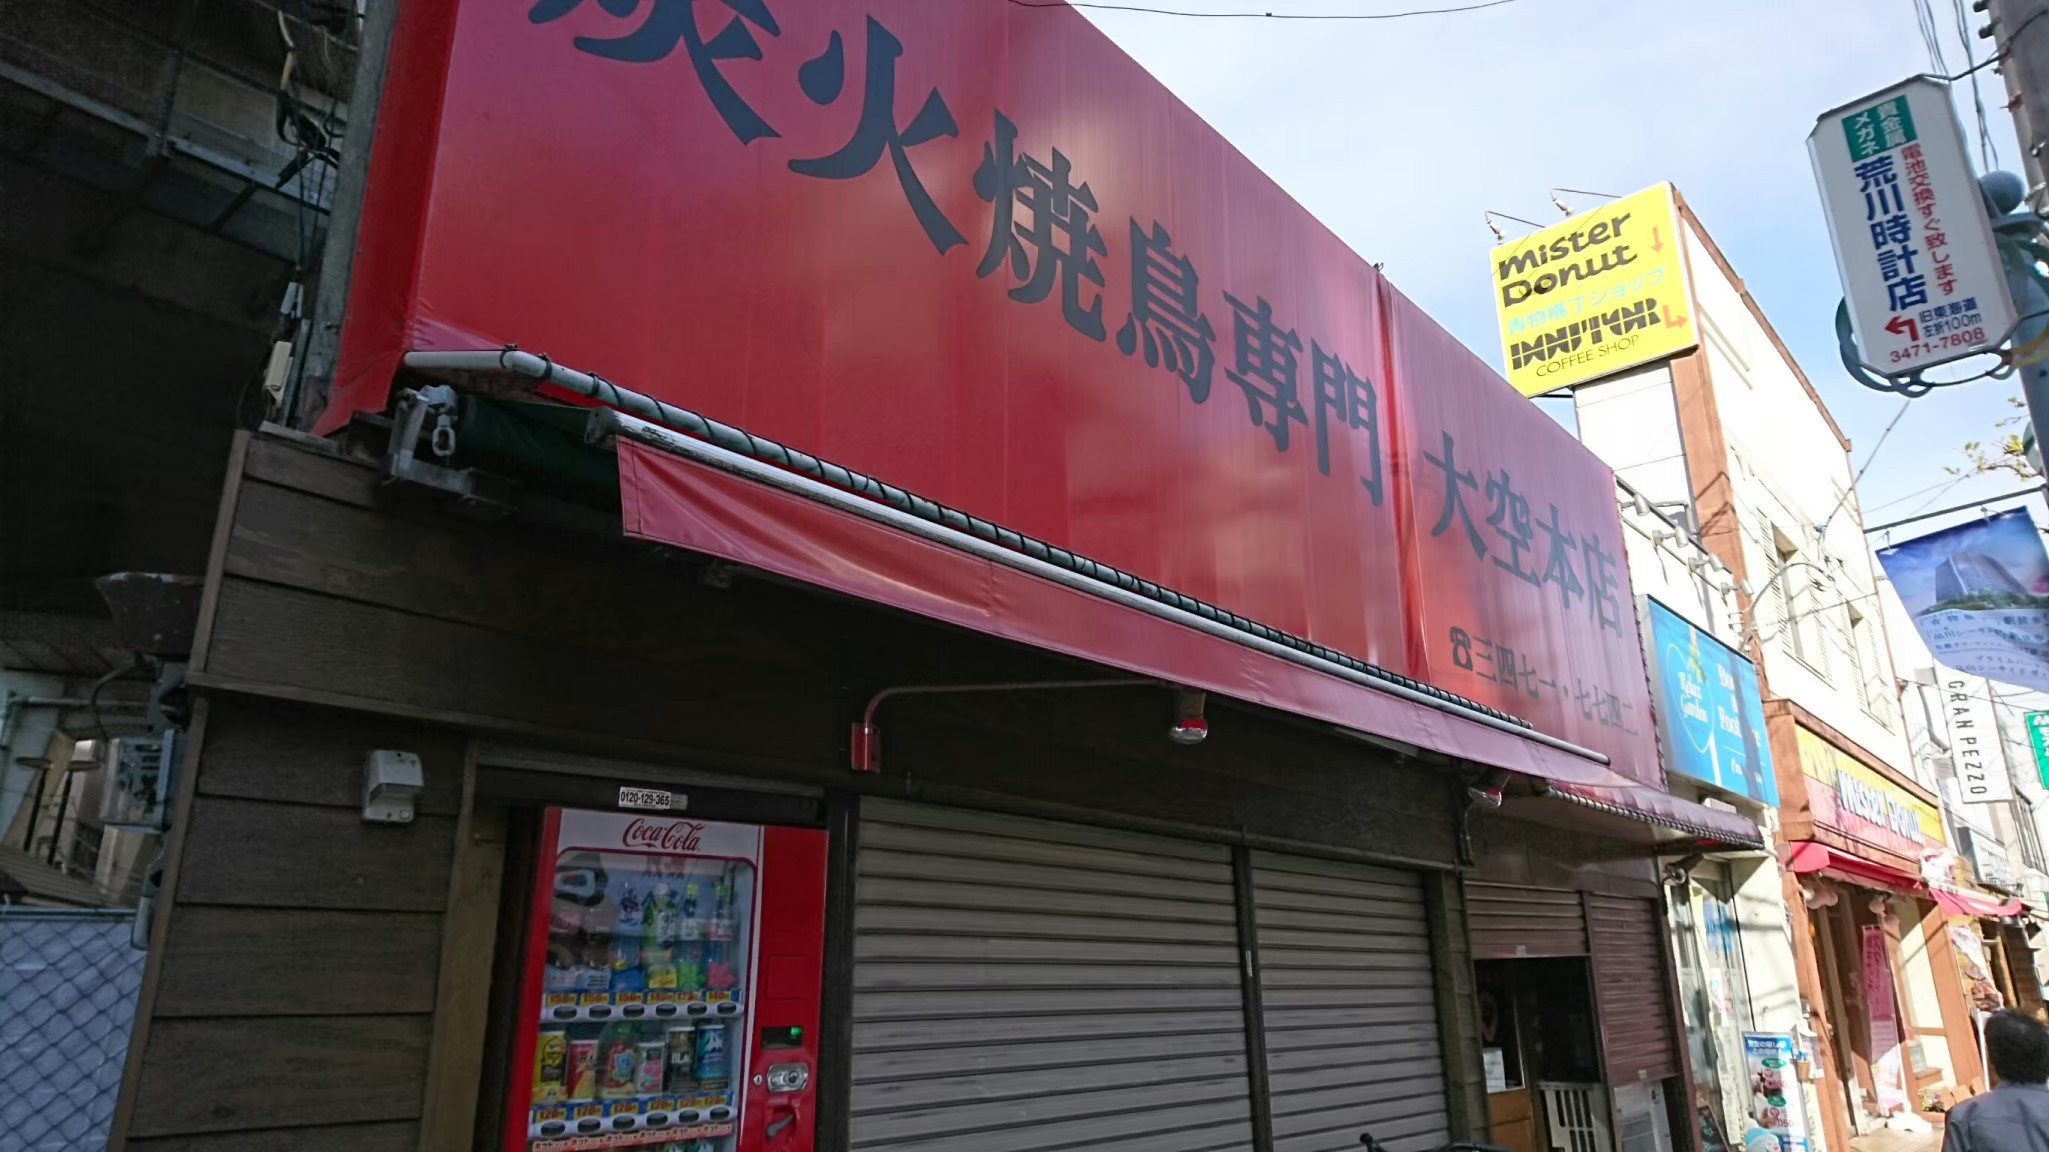 炭火焼鳥専門 大空本店
☎三四七一・七七四二
mister
Donut
青物横丁ショップ
COFFEE SHOP
貴金属
メガネ
電池交換すぐ致します
荒川時計店
旧東海道
左折100m
3471-7808
Relax
Garden
GRAN PEZZO
0120-129-365
Coca-Cola